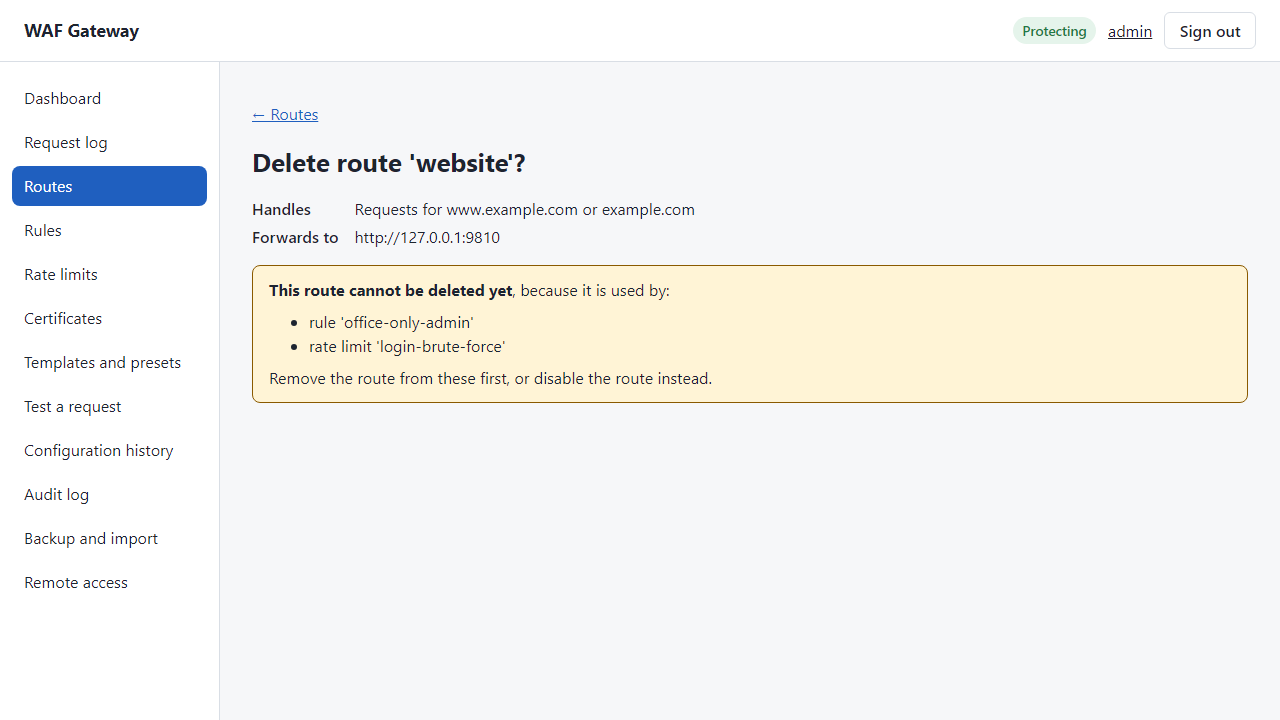 WAF Gateway
Protecting
admin
Sign out
Dashboard
Request log
Routes
Rules
Rate limits
Certificates
Templates and presets
Test a request
Configuration history
Audit log
Backup and import
Remote access
← Routes
Delete route 'website'?
Handles Requests for www.example.com or example.com
Forwards to http://127.0.0.1:9810
This route cannot be deleted yet, because it is used by:
• rule 'office-only-admin'
• rate limit 'login-brute-force'
Remove the route from these first, or disable the route instead.